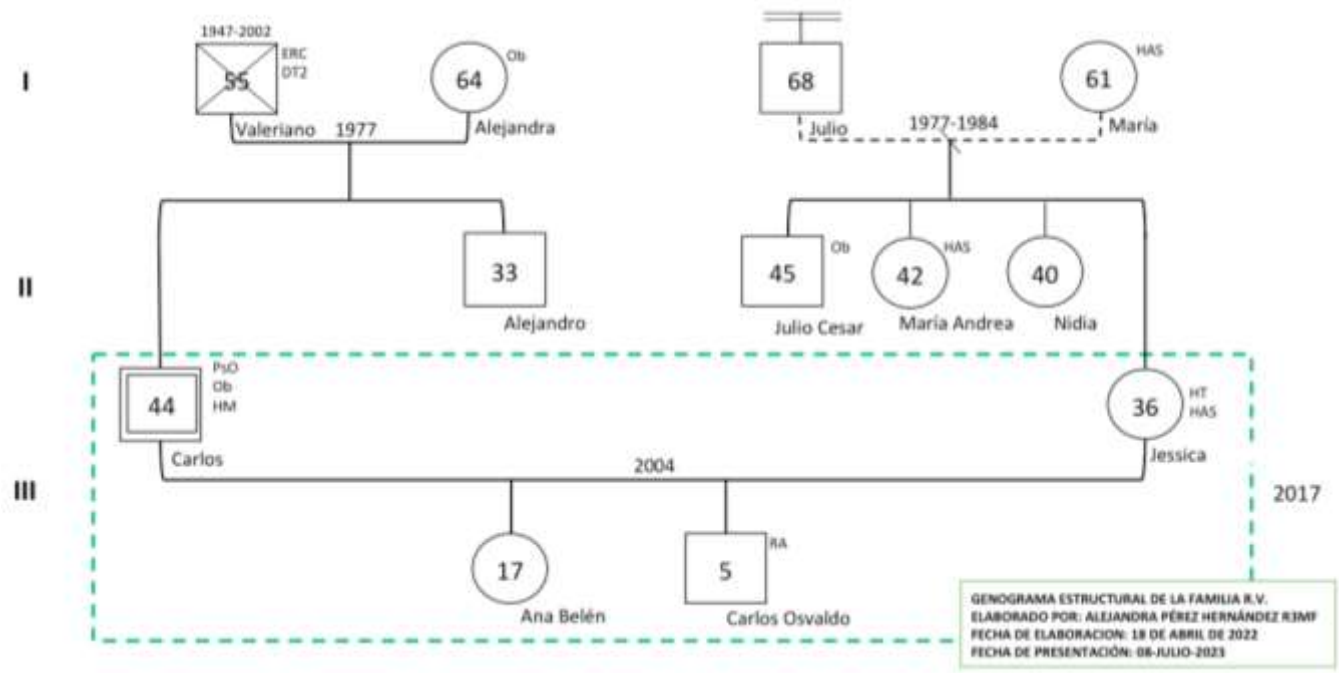 1947-2002
I
55
ERC
DT2
64
Ob
68
61
HAS
Valeriano
1977
Alejandra
Julio
1977-1984
María
II
33
45
Ob
42
HAS
40
Alejandro
Julio Cesar
María Andrea
Nidia
44
PsO
Ob
HM
36
HT
HAS
Carlos
2004
Jessica
III
2017
17
5
RA
Ana Belén
Carlos Osvaldo
GENOGRAMA ESTRUCTURAL DE LA FAMILIA R.V.
ELABORADO POR: ALEJANDRA PÉREZ HERNÁNDEZ R3MF
FECHA DE ELABORACION: 18 DE ABRIL DE 2022
FECHA DE PRESENTACIÓN: 08-JULIO-2023